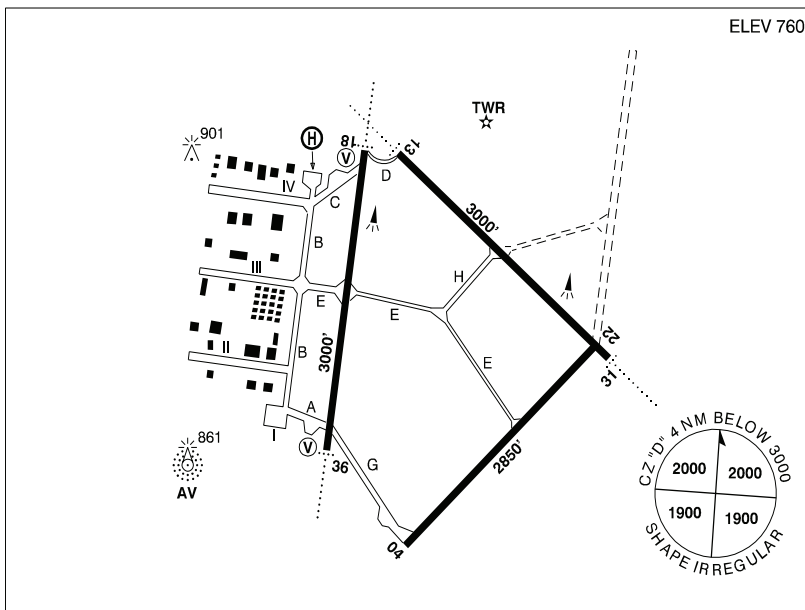 ELEV 760
TWR
901
H
V
18
13
D
IV
C
3000'
B
III
H
E
E
3000'
E
22
II
B
31
A
I
V
861
AV
36
G
2850'
04
CZ "D" 4 NM BELOW 3000
2000
2000
1900
1900
SHAPE IRREGULAR